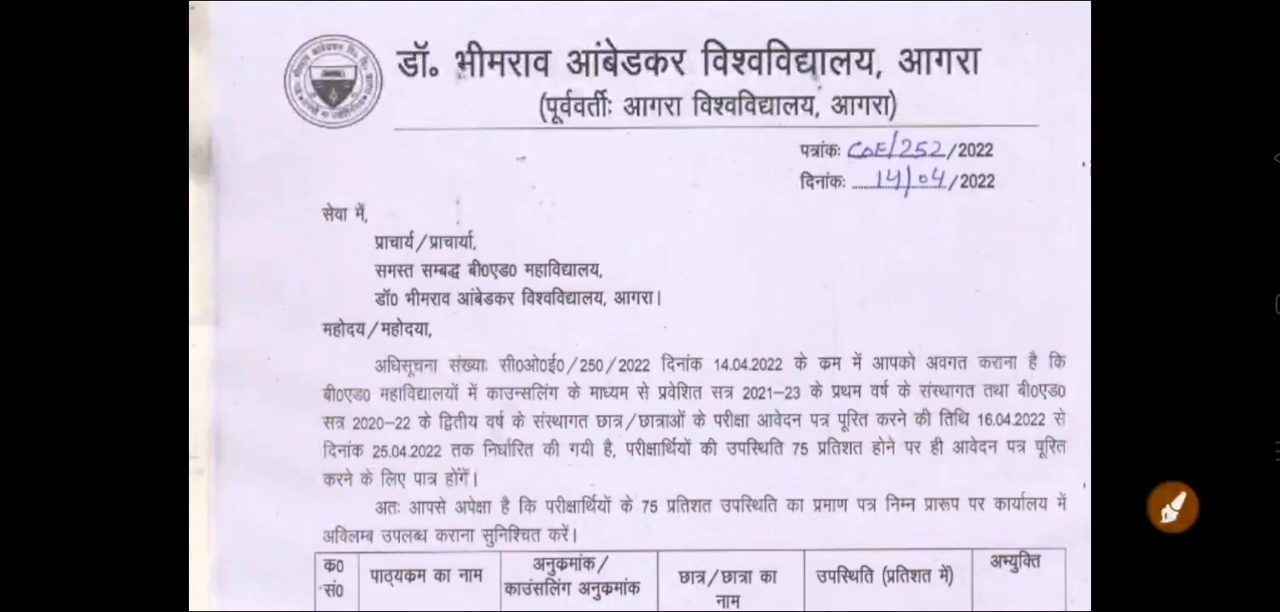 डॉ० भीमराव आंबेडकर विश्वविद्यालय, आगरा
(पूर्ववर्तीः आगरा विश्वविद्यालय, आगरा)
पत्रांकः COE/252/2022
दिनांकः 14/04/2022
सेवा में,
प्राचार्य/प्राचार्या,
समस्त सम्बद्ध बी0एड0 महाविद्यालय,
डॉ0 भीमराव आंबेडकर विश्वविद्यालय, आगरा।
महोदय/महोदया,
अधिसूचना संख्याः सी0ओ0ई0/250/2022 दिनांक 14.04.2022 के क्रम में आपको अवगत कराना है कि
बी0एड0 महाविद्यालयों में काउन्सलिंग के माध्यम से प्रवेशित सत्र 2021-23 के प्रथम वर्ष के संस्थागत तथा बी0एड0
सत्र 2020-22 के द्वितीय वर्ष के संस्थागत छात्र/छात्राओं के परीक्षा आवेदन पत्र पूरित करने की तिथि 16.04.2022 से
दिनांक 25.04.2022 तक निर्धारित की गयी है, परीक्षार्थियों की उपस्थिति 75 प्रतिशत होने पर ही आवेदन पत्र पूरित
करने के लिए पात्र होंगें।
अतः आपसे अपेक्षा है कि परीक्षार्थियों के 75 प्रतिशत उपस्थिति का प्रमाण पत्र निम्न प्रारूप पर कार्यालय में
अविलम्ब उपलब्ध कराना सुनिश्चित करें।
क्र0 सं0
पाठ्यक्रम का नाम
अनुक्रमांक/
काउंसलिंग अनुक्रमांक
छात्र/छात्रा का
नाम
उपस्थिति (प्रतिशत में)
अभ्युक्ति